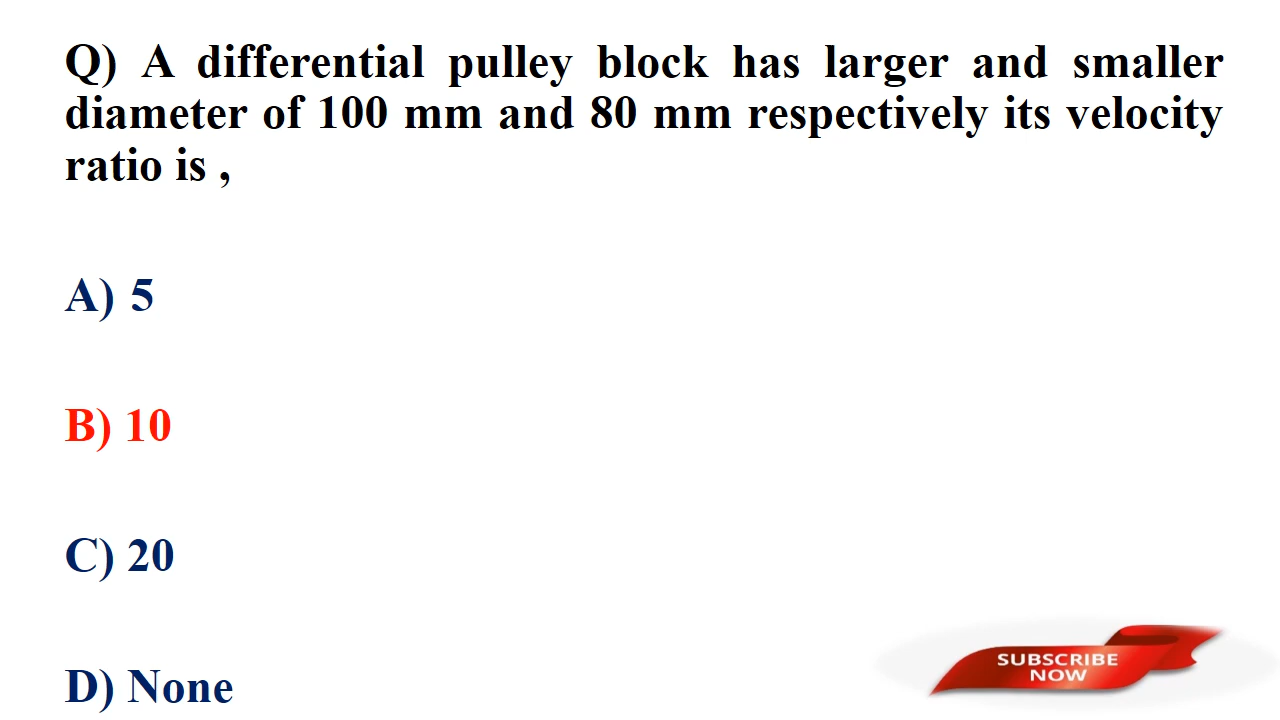 Q) A differential pulley block has larger and smaller
diameter of 100 mm and 80 mm respectively its velocity
ratio is ,
A) 5
B) 10
C) 20
D) None
SUBSCRIBE
NOW